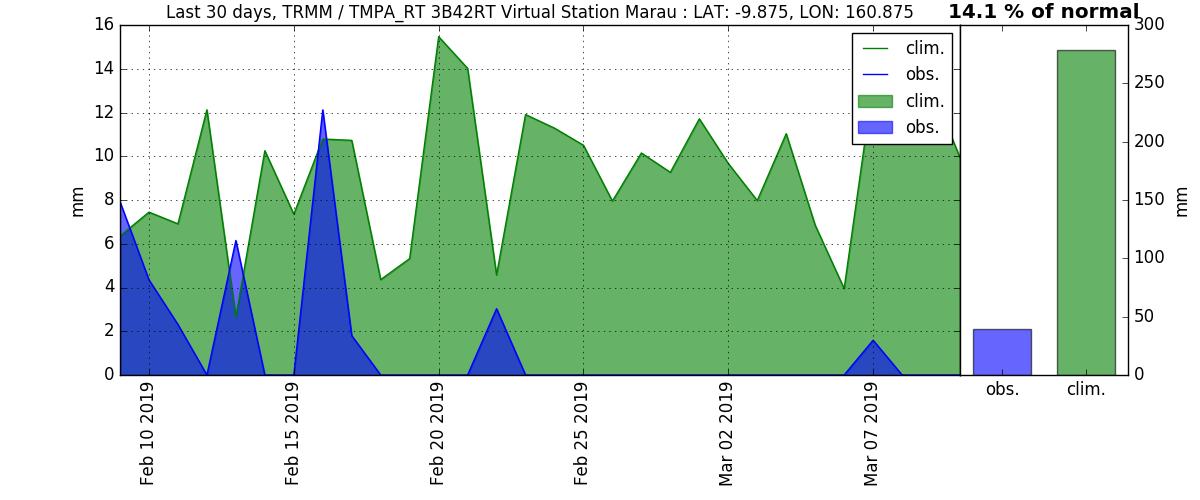 Last 30 days, TRMM / TMPA_RT 3B42RT Virtual Station Marau : LAT: -9.875, LON: 160.875
14.1 % of normal
mm
16
14
12
10
8
6
4
2
0
clim.
obs.
clim.
obs.
Feb 10 2019
Feb 15 2019
Feb 20 2019
Feb 25 2019
Mar 02 2019
Mar 07 2019
300
250
200
150
100
50
0
mm
obs.
clim.